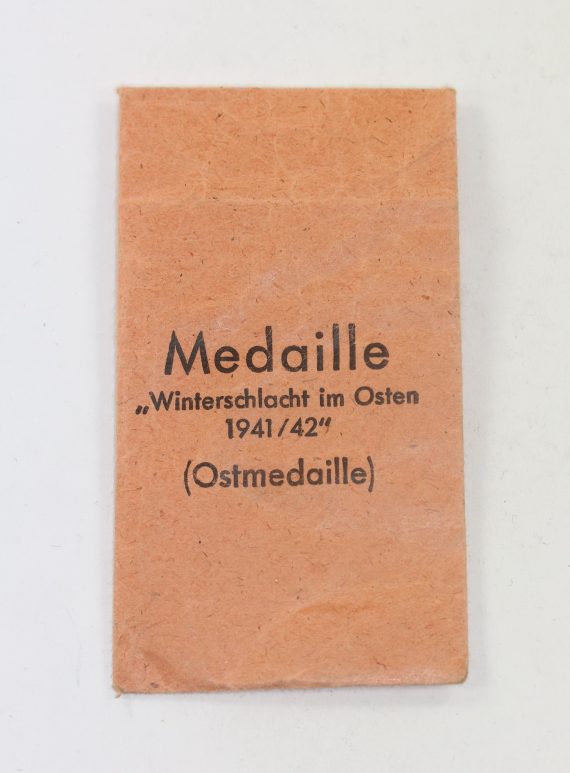 Medaille
„Winterschlacht im Osten
1941/42"
(Ostmedaille)